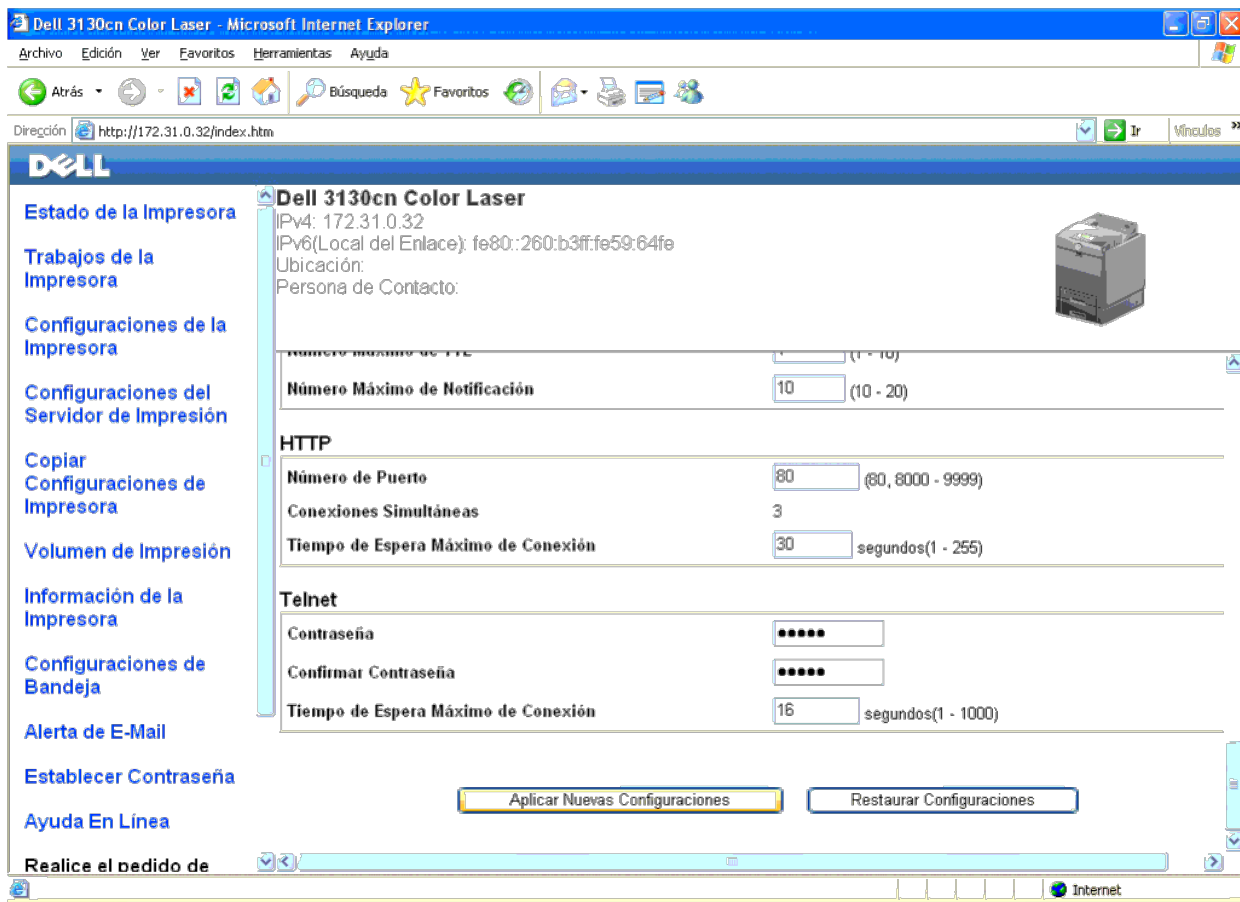 Dell 3130cn Color Laser - Microsoft Internet Explorer
Archivo Edición Ver Favoritos Herramientas Ayuda
Atrás Búsqueda Favoritos
Dirección http://172.31.0.32/index.htm Ir Vínculos »
DELL
Estado de la Impresora
Trabajos de la
Impresora
Configuraciones de la
Impresora
Configuraciones del
Servidor de Impresión
Copiar
Configuraciones de
Impresora
Volumen de Impresión
Información de la
Impresora
Configuraciones de
Bandeja
Alerta de E-Mail
Establecer Contraseña
Ayuda En Línea
Realice el pedido de
Dell 3130cn Color Laser
IPv4: 172.31.0.32
IPv6(Local del Enlace): fe80::260:b3ff:fe59:64fe
Ubicación:
Persona de Contacto:
Número Máximo de TTL (1 - 10)
Número Máximo de Notificación 10 (10 - 20)
HTTP
Número de Puerto 80 (80, 8000 - 9999)
Conexiones Simultáneas 3
Tiempo de Espera Máximo de Conexión 30 segundos(1 - 255)
Telnet
Contraseña •••••
Confirmar Contraseña •••••
Tiempo de Espera Máximo de Conexión 16 segundos(1 - 1000)
Aplicar Nuevas Configuraciones Restaurar Configuraciones
Internet